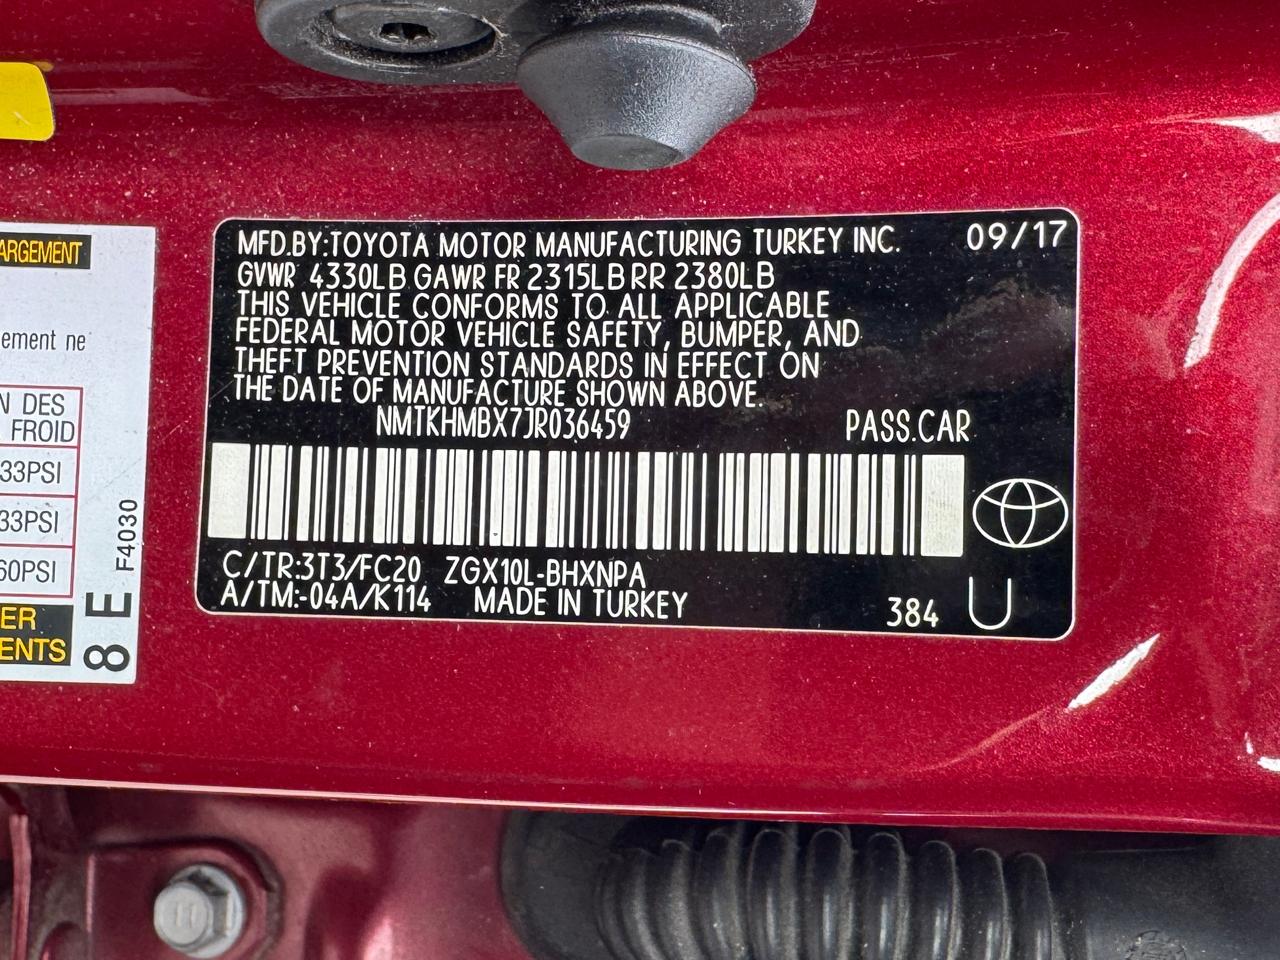 ARGEMENT
ement ne
N DES
FROID
33PSI
33PSI
60PSI
ER
ENTS
8 E
F4030
MFD.BY:TOYOTA MOTOR MANUFACTURING TURKEY INC. 09/17
GVWR 4330LB GAWR FR 2315LB RR 2380LB
THIS VEHICLE CONFORMS TO ALL APPLICABLE
FEDERAL MOTOR VEHICLE SAFETY, BUMPER, AND
THEFT PREVENTION STANDARDS IN EFFECT ON
THE DATE OF MANUFACTURE SHOWN ABOVE.
NMTKHMBX7JR036459 PASS.CAR
C/TR:3T3/FC20 ZGX10L-BHXNPA
A/TM:-04A/K114 MADE IN TURKEY 384 U